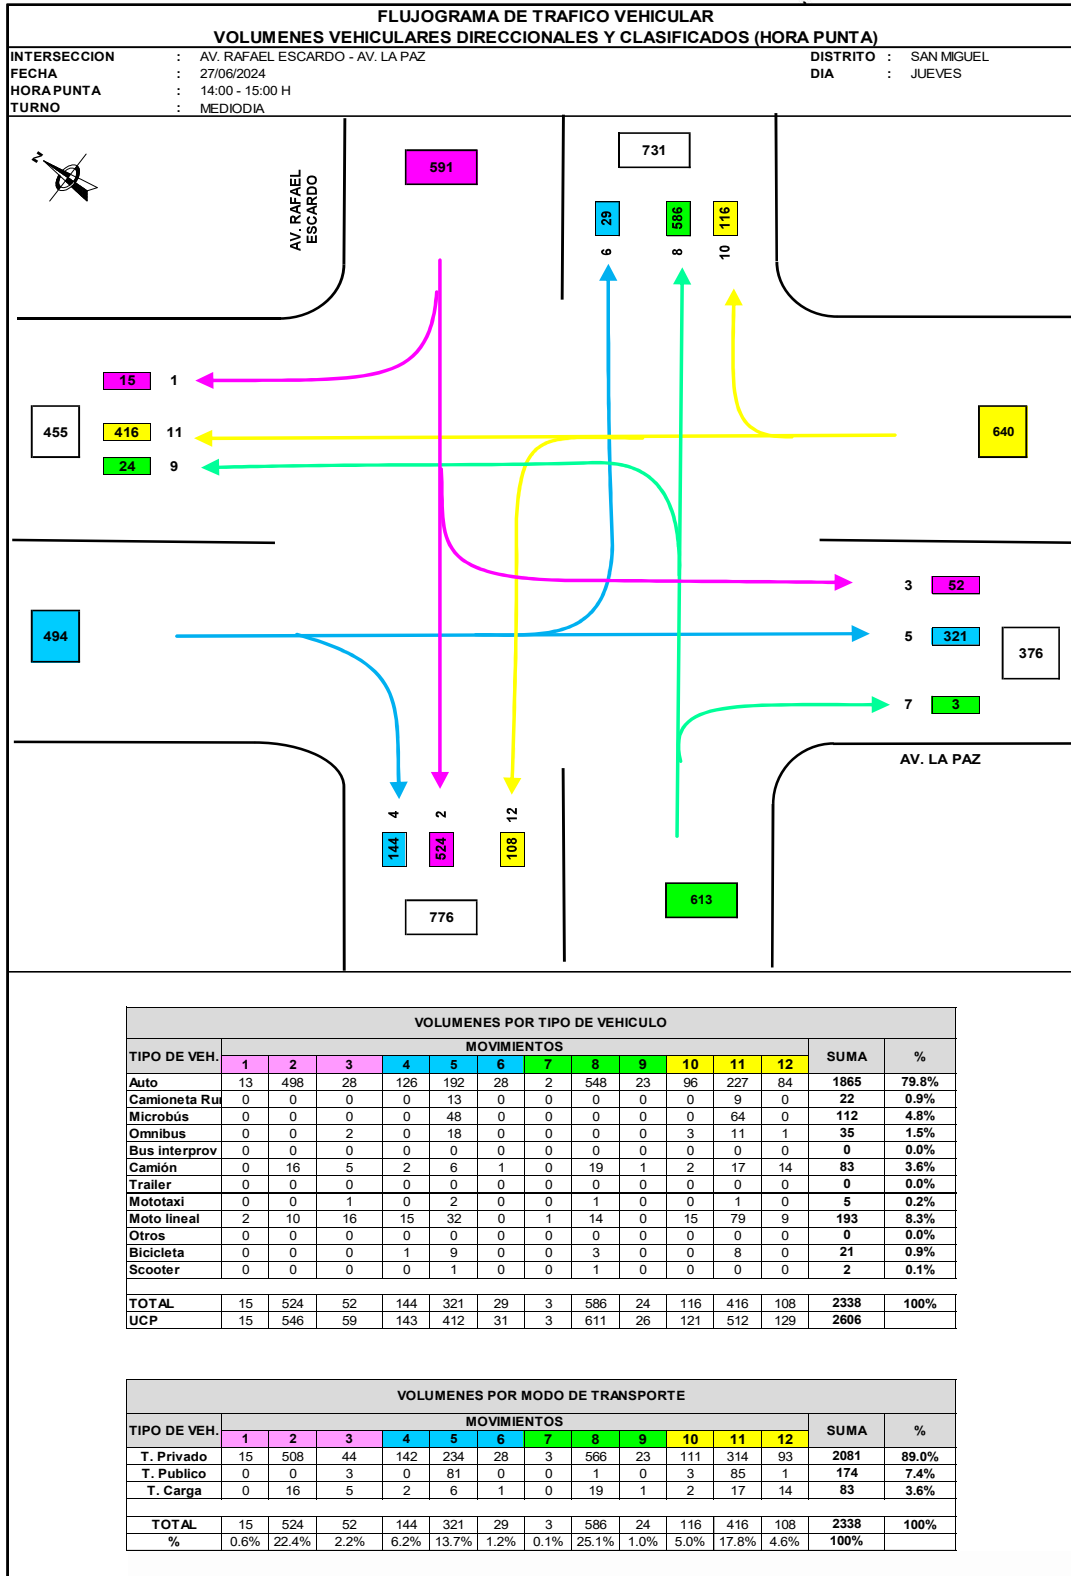 FLUJOGRAMA DE TRAFICO VEHICULAR
VOLUMENES VEHICULARES DIRECCIONALES Y CLASIFICADOS (HORA PUNTA)
INTERSECCION : AV. RAFAEL ESCARDO - AV. LA PAZ DISTRITO : SAN MIGUEL
FECHA : 27/06/2024 DIA : JUEVES
HORA PUNTA : 14:00 - 15:00 H
TURNO : MEDIODIA
N
AV. RAFAEL
ESCARDO
591
731
29 586 116
6 8 10
15 1
455 416 11
24 9
640
494
3 52
5 321
376
7 3
AV. LA PAZ
4 2 12
144 524 108
776
613
VOLUMENES POR TIPO DE VEHICULO
TIPO DE VEH. MOVIMIENTOS SUMA %
1 2 3 4 5 6 7 8 9 10 11 12
Auto 13 498 28 126 192 28 2 548 23 96 227 84 1865 79.8%
Camioneta Rur 0 0 0 0 13 0 0 0 0 0 9 0 22 0.9%
Microbús 0 0 0 0 48 0 0 0 0 0 64 0 112 4.8%
Omnibus 0 0 2 0 18 0 0 0 0 3 11 1 35 1.5%
Bus interprov 0 0 0 0 0 0 0 0 0 0 0 0 0 0.0%
Camión 0 16 5 2 6 1 0 19 1 2 17 14 83 3.6%
Trailer 0 0 0 0 0 0 0 0 0 0 0 0 0 0.0%
Mototaxi 0 0 1 0 2 0 0 1 0 0 1 0 5 0.2%
Moto lineal 2 10 16 15 32 0 1 14 0 15 79 9 193 8.3%
Otros 0 0 0 0 0 0 0 0 0 0 0 0 0 0.0%
Bicicleta 0 0 0 1 9 0 0 3 0 0 8 0 21 0.9%
Scooter 0 0 0 0 1 0 0 1 0 0 0 0 2 0.1%
TOTAL 15 524 52 144 321 29 3 586 24 116 416 108 2338 100%
UCP 15 546 59 143 412 31 3 611 26 121 512 129 2606
VOLUMENES POR MODO DE TRANSPORTE
TIPO DE VEH. MOVIMIENTOS SUMA %
1 2 3 4 5 6 7 8 9 10 11 12
T. Privado 15 508 44 142 234 28 3 566 23 111 314 93 2081 89.0%
T. Publico 0 0 3 0 81 0 0 1 0 3 85 1 174 7.4%
T. Carga 0 16 5 2 6 1 0 19 1 2 17 14 83 3.6%
TOTAL 15 524 52 144 321 29 3 586 24 116 416 108 2338 100%
% 0.6% 22.4% 2.2% 6.2% 13.7% 1.2% 0.1% 25.1% 1.0% 5.0% 17.8% 4.6% 100%